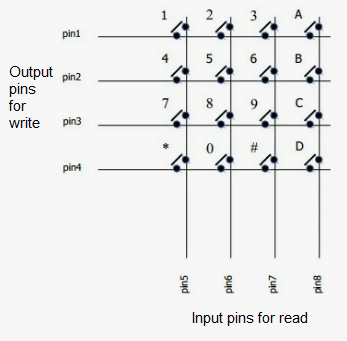 1 2 3 A
pin1
4 5 6 B
Output
pins
for
write
pin2
7 8 9 C
pin3
* 0 # D
pin4
pin5 pin6 pin7 pin8
Input pins for read